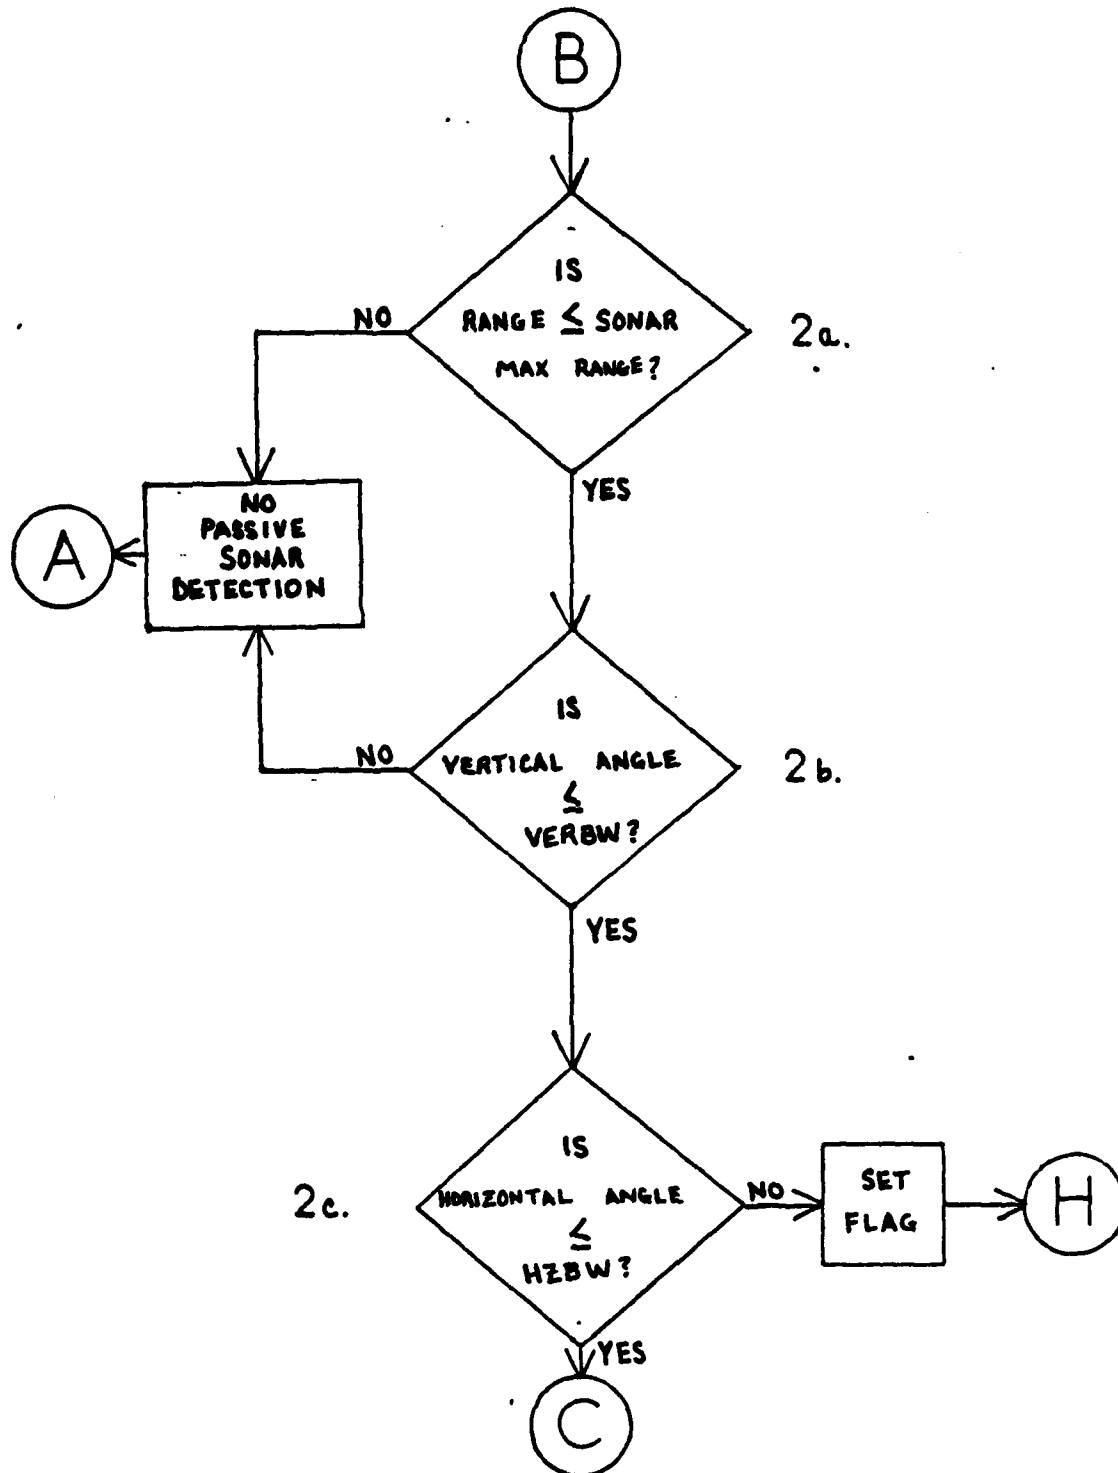 B
IS
RANGE ≤ SONAR
MAX RANGE?
2a.
NO
YES
NO
PASSIVE
SONAR
DETECTION
A
IS
VERTICAL ANGLE
≤
VERBW?
2b.
NO
YES
2c.
IS
HORIZONTAL ANGLE
≤
HZBW?
NO
SET
FLAG
H
YES
C